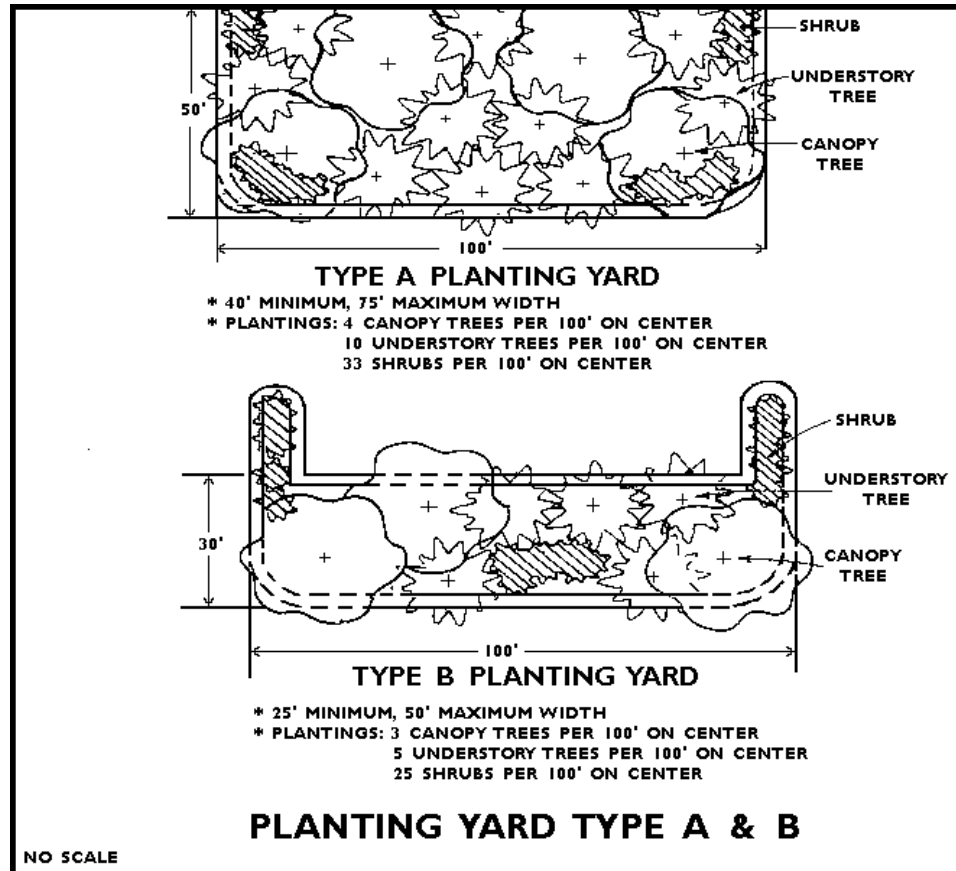 SHRUB
UNDERSTORY
TREE
50'
CANOPY
TREE
100'
TYPE A PLANTING YARD
* 40' MINIMUM, 75' MAXIMUM WIDTH
* PLANTINGS: 4 CANOPY TREES PER 100' ON CENTER
10 UNDERSTORY TREES PER 100' ON CENTER
33 SHRUBS PER 100' ON CENTER
SHRUB
UNDERSTORY
TREE
30'
CANOPY
TREE
100'
TYPE B PLANTING YARD
* 25' MINIMUM, 50' MAXIMUM WIDTH
* PLANTINGS: 3 CANOPY TREES PER 100' ON CENTER
5 UNDERSTORY TREES PER 100' ON CENTER
25 SHRUBS PER 100' ON CENTER
PLANTING YARD TYPE A & B
NO SCALE